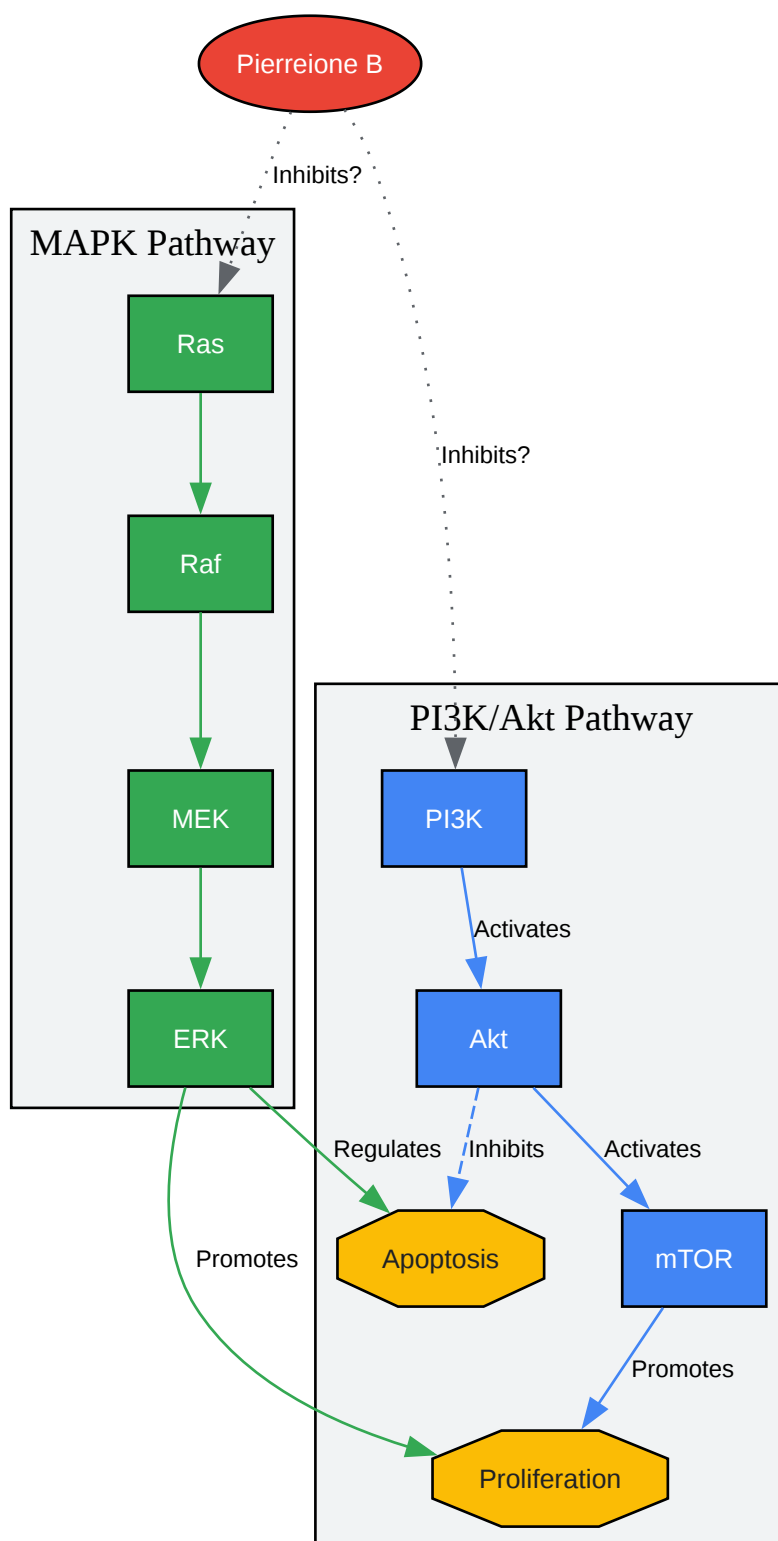 Pierreione B
Inhibits?
MAPK Pathway
Ras
Inhibits?
Raf
PI3K/Akt Pathway
MEK
PI3K
Activates
ERK
Akt
Regulates
Inhibits
Activates
Promotes
Apoptosis
mTOR
Promotes
Proliferation